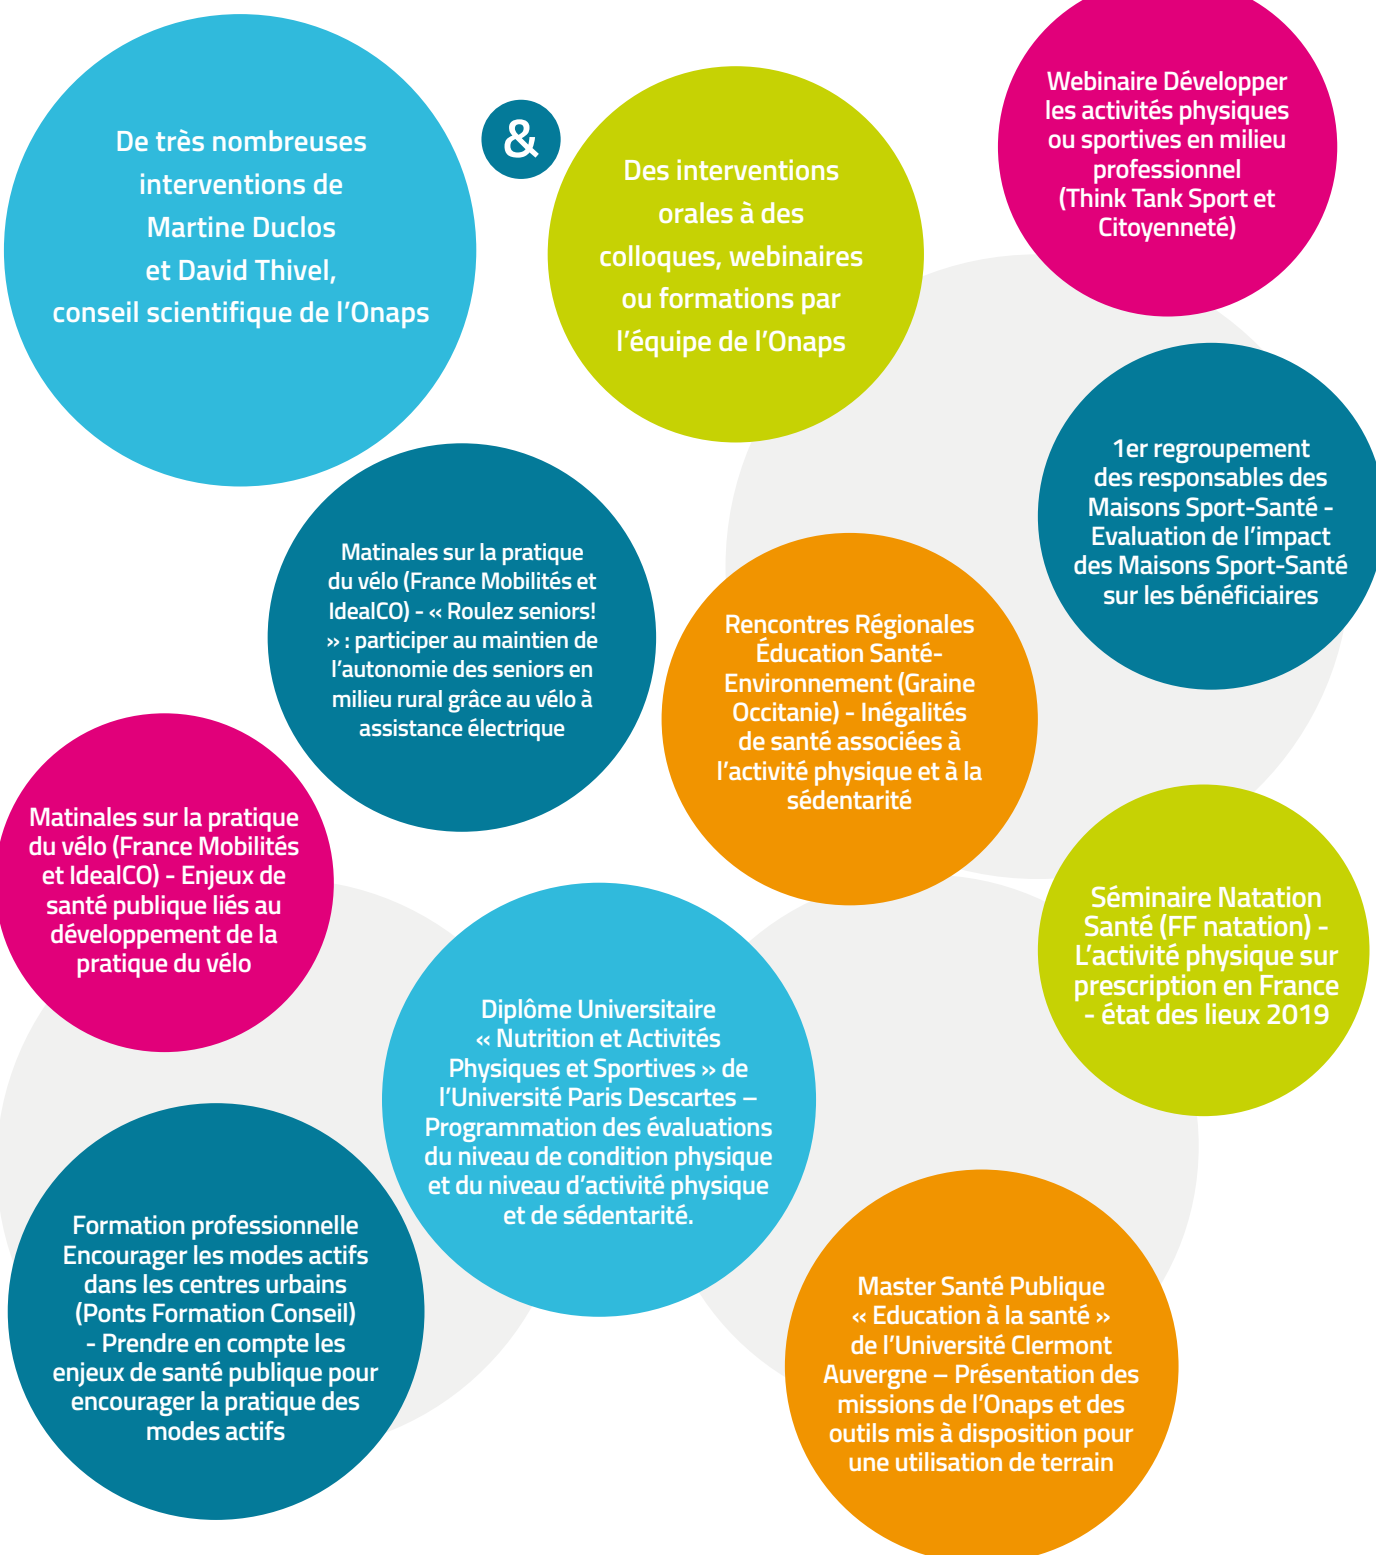 De très nombreuses
interventions de
Martine Duclos
et David Thivel,
conseil scientifique de l'Onaps
&
Des interventions
orales à des
colloques, webinaires
ou formations par
l'équipe de l'Onaps
Webinaire Développer
les activités physiques
ou sportives en milieu
professionnel
(Think Tank Sport et
Citoyenneté)
1er regroupement
des responsables des
Maisons Sport-Santé -
Evaluation de l'impact
des Maisons Sport-Santé
sur les bénéficiaires
Matinales sur la pratique
du vélo (France Mobilités et
IdealCO) - « Roulez seniors!
» : participer au maintien de
l'autonomie des seniors en
milieu rural grâce au vélo à
assistance électrique
Rencontres Régionales
Éducation Santé-
Environnement (Graine
Occitanie) - Inégalités
de santé associées à
l'activité physique et à la
sédentarité
Matinales sur la pratique
du vélo (France Mobilités
et IdealCO) - Enjeux de
santé publique liés au
développement de la
pratique du vélo
Séminaire Natation
Santé (FF natation) -
L'activité physique sur
prescription en France
- état des lieux 2019
Diplôme Universitaire
« Nutrition et Activités
Physiques et Sportives » de
l'Université Paris Descartes –
Programmation des évaluations
du niveau de condition physique
et du niveau d'activité physique
et de sédentarité.
Formation professionnelle
Encourager les modes actifs
dans les centres urbains
(Ponts Formation Conseil)
- Prendre en compte les
enjeux de santé publique pour
encourager la pratique des
modes actifs
Master Santé Publique
« Education à la santé »
de l'Université Clermont
Auvergne – Présentation des
missions de l'Onaps et des
outils mis à disposition pour
une utilisation de terrain